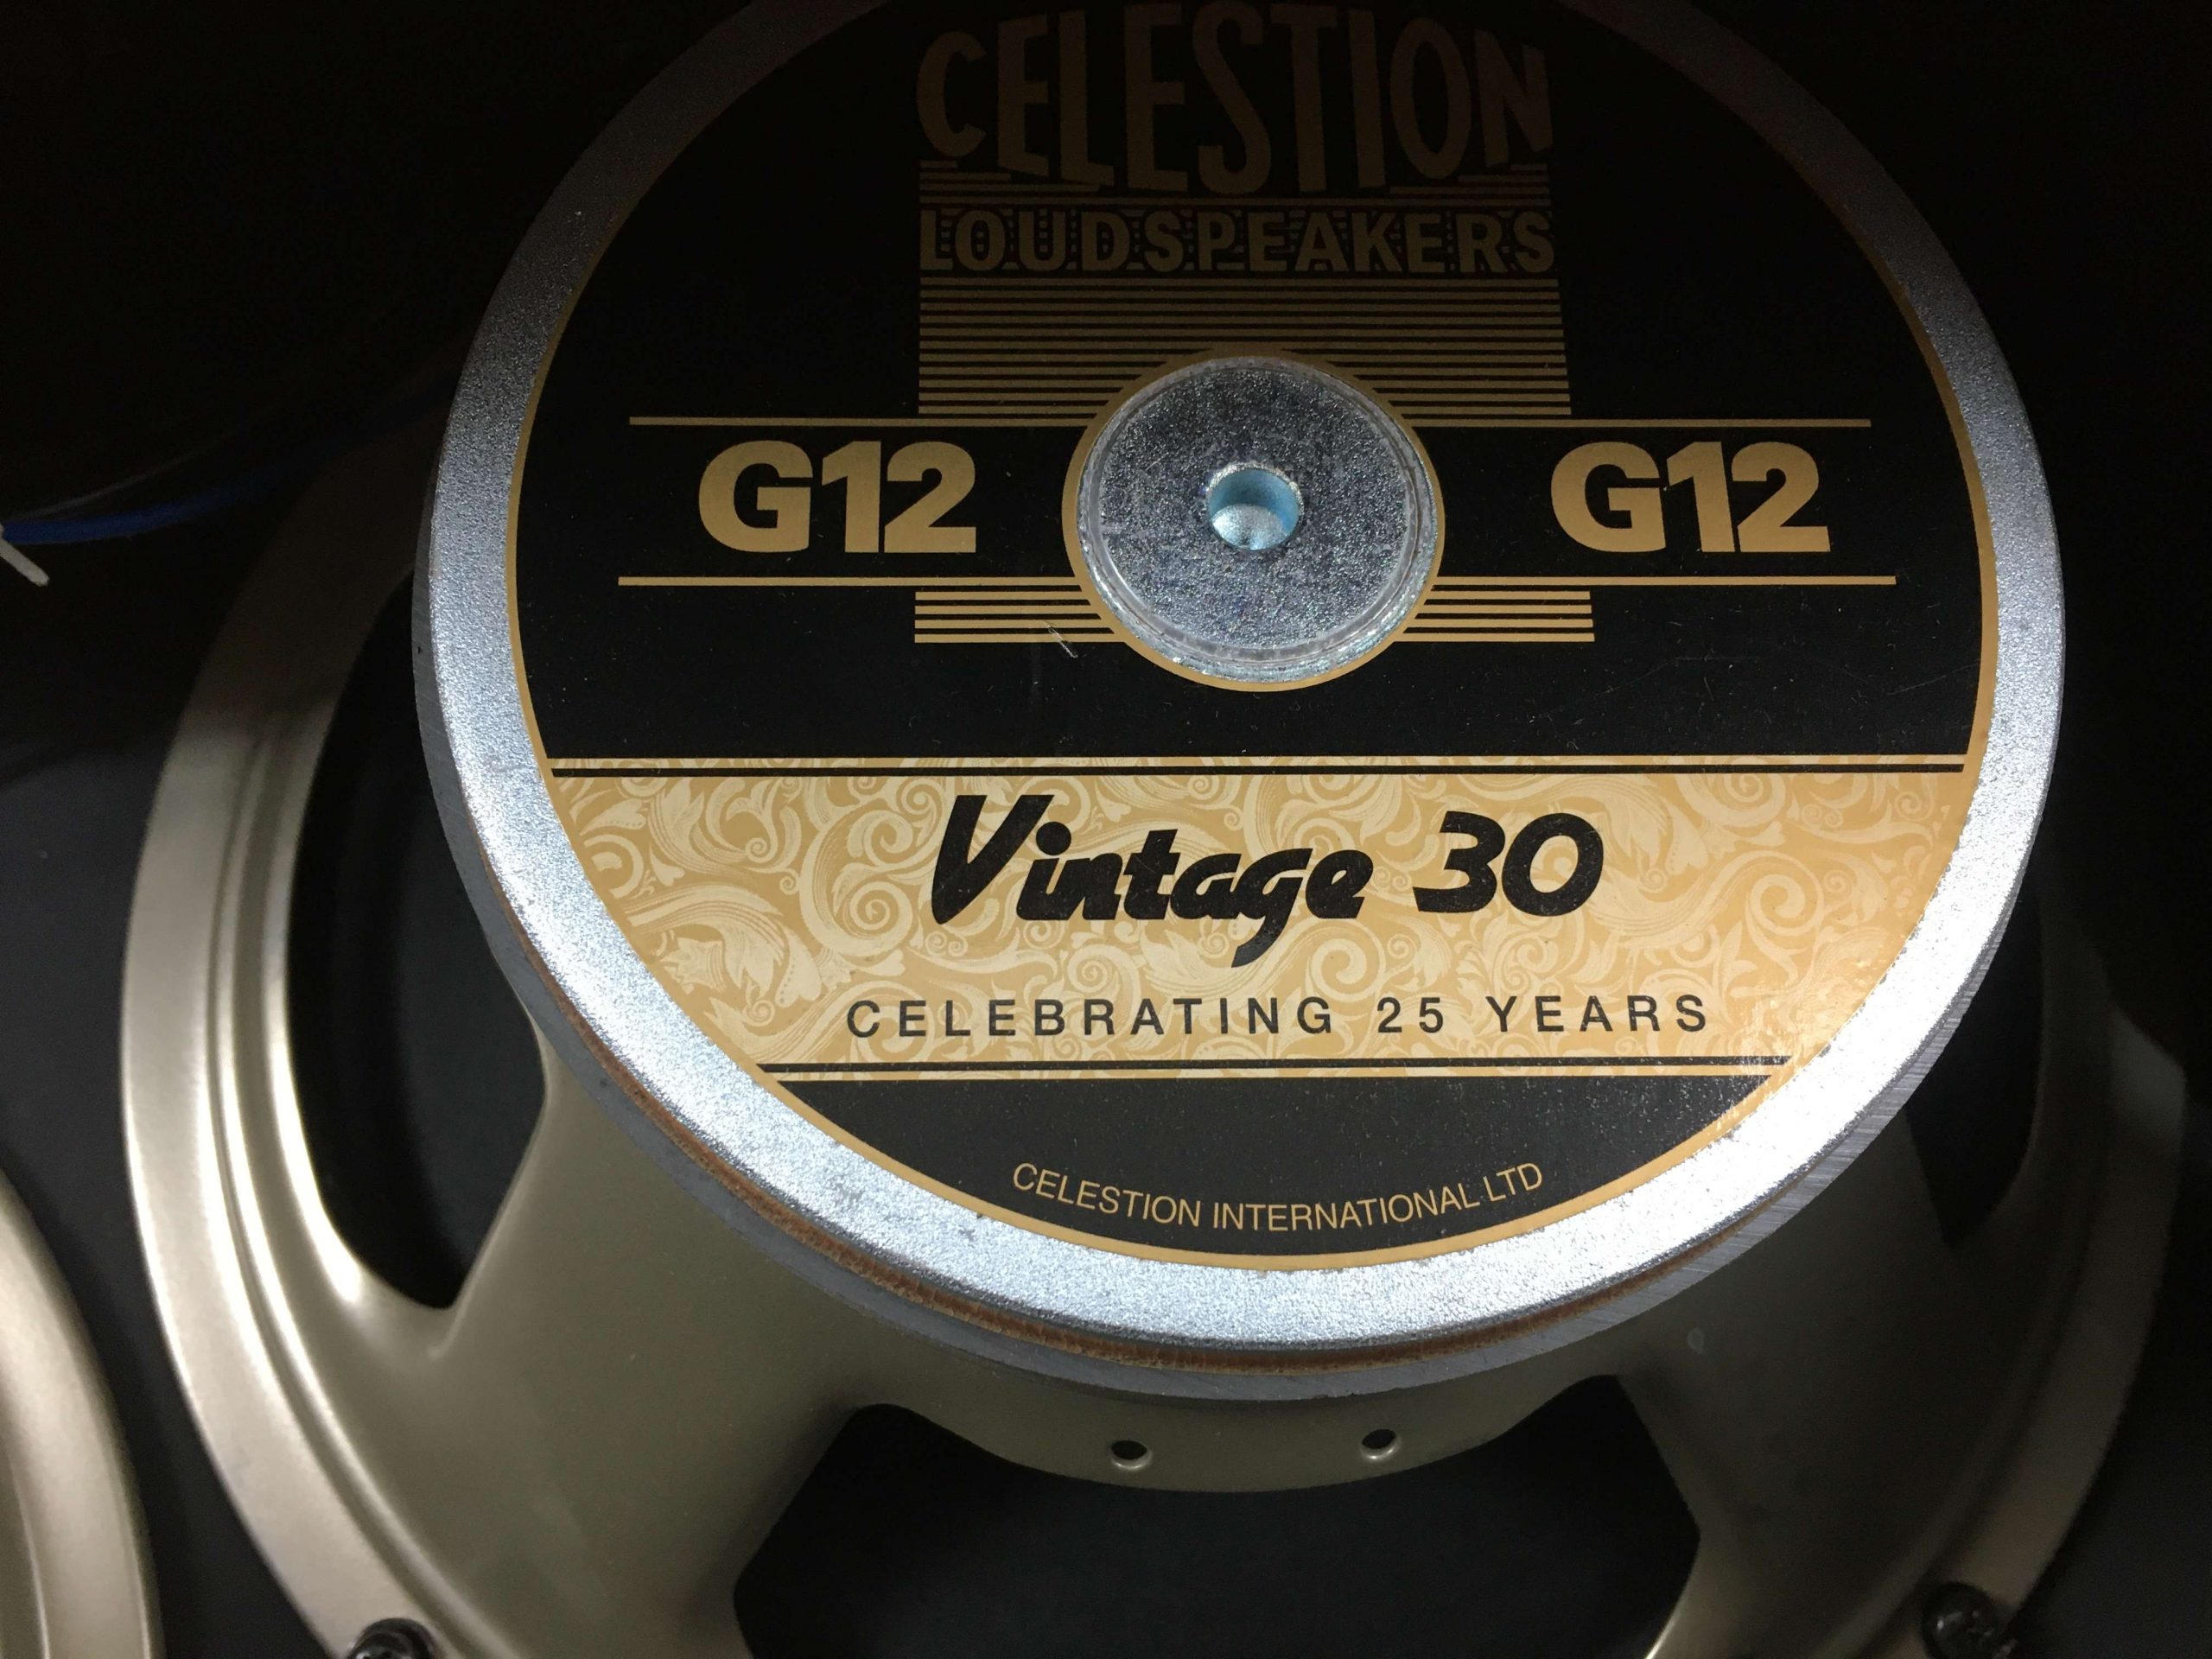 CELESTION
LOUDSPEAKERS
G12 G12
Vintage 30
CELEBRATING 25 YEARS
CELESTION INTERNATIONAL LTD